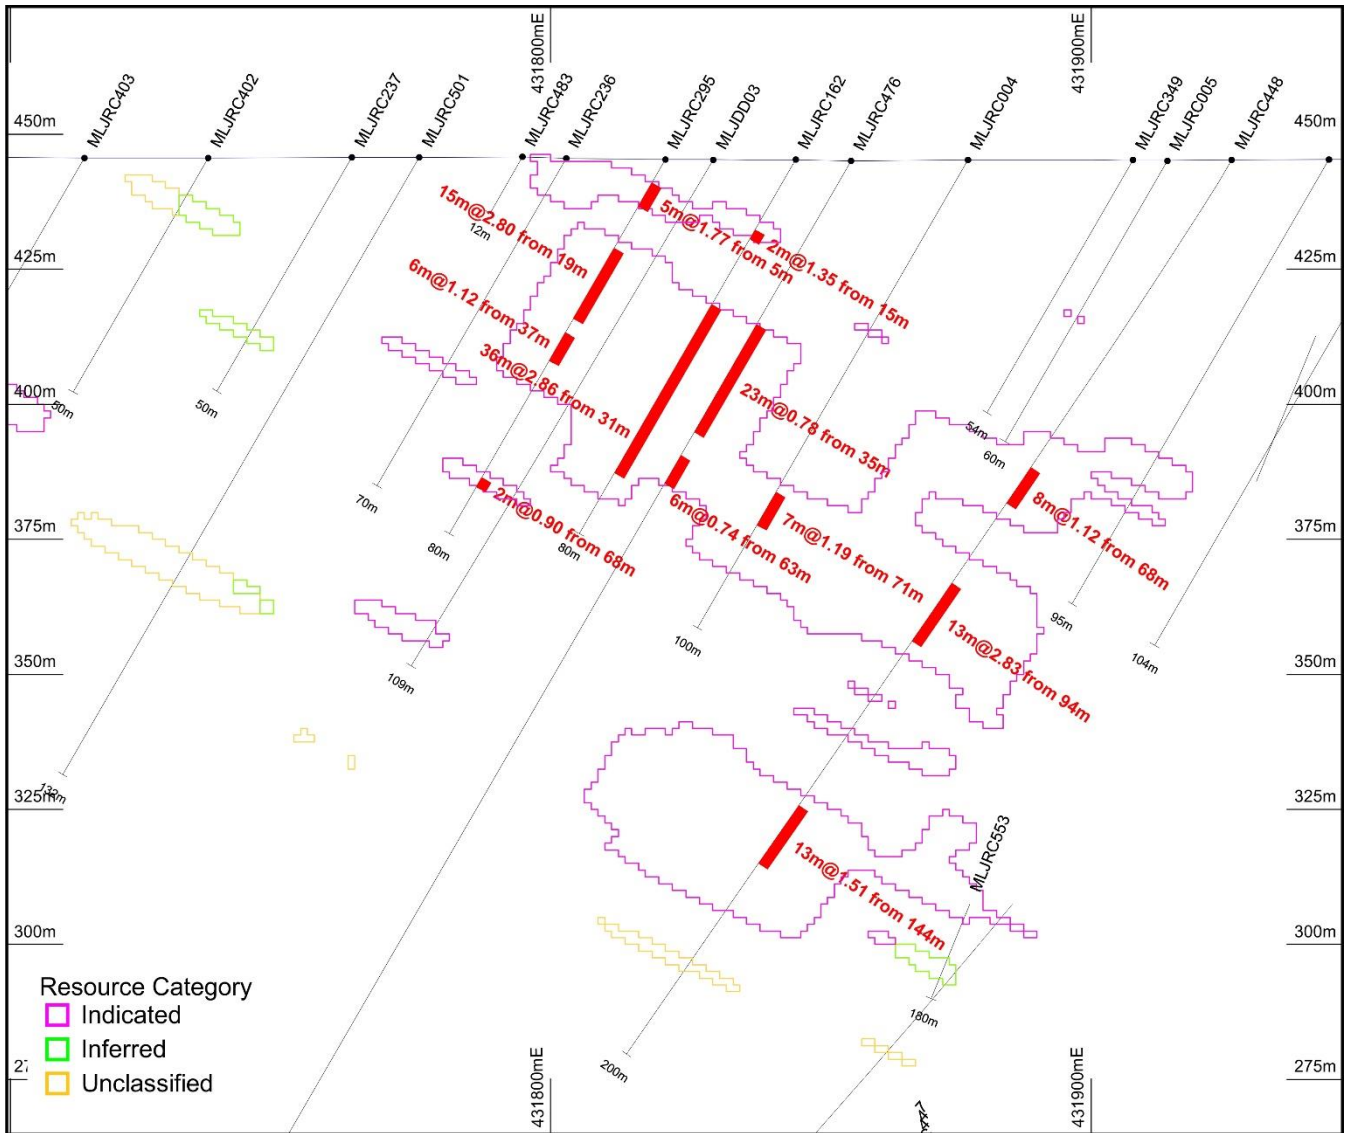 431800mE
431900mE
MLJRC403
MLJRC402
MLJRC237
MLJRC501
MLJRC483
MLJRC236
MLJRC295
MLJDD03
MLJRC162
MLJRC476
MLJRC004
MLJRC349
MLJRC005
MLJRC448
450m
450m
15m@2.80 from 19m
12m
5m@1.77 from 5m
2m@1.35 from 15m
425m
425m
6m@1.12 from 37m
36m@2.86 from 31m
23m@0.78 from 35m
400m
400m
50m
50m
54m
60m
70m
2m@0.90 from 68m
6m@0.74 from 63m
7m@1.19 from 71m
8m@1.12 from 68m
375m
375m
80m
80m
95m
100m
104m
109m
13m@2.83 from 94m
350m
350m
132m
325m
325m
13m@1.51 from 144m
MLJRC553
300m
300m
180m
200m
Resource Category
Indicated
Inferred
Unclassified
27
275m
431800mE
431900mE